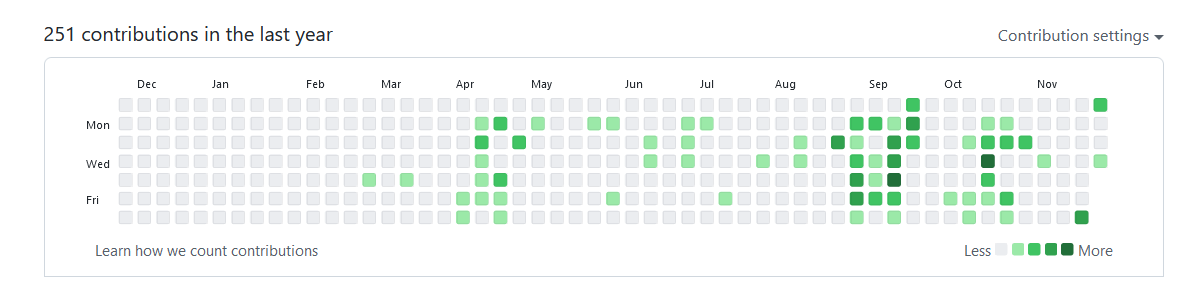 251 contributions in the last year
Contribution settings
Dec Jan Feb Mar Apr May Jun Jul Aug Sep Oct Nov
Mon
Wed
Fri
Learn how we count contributions
Less More